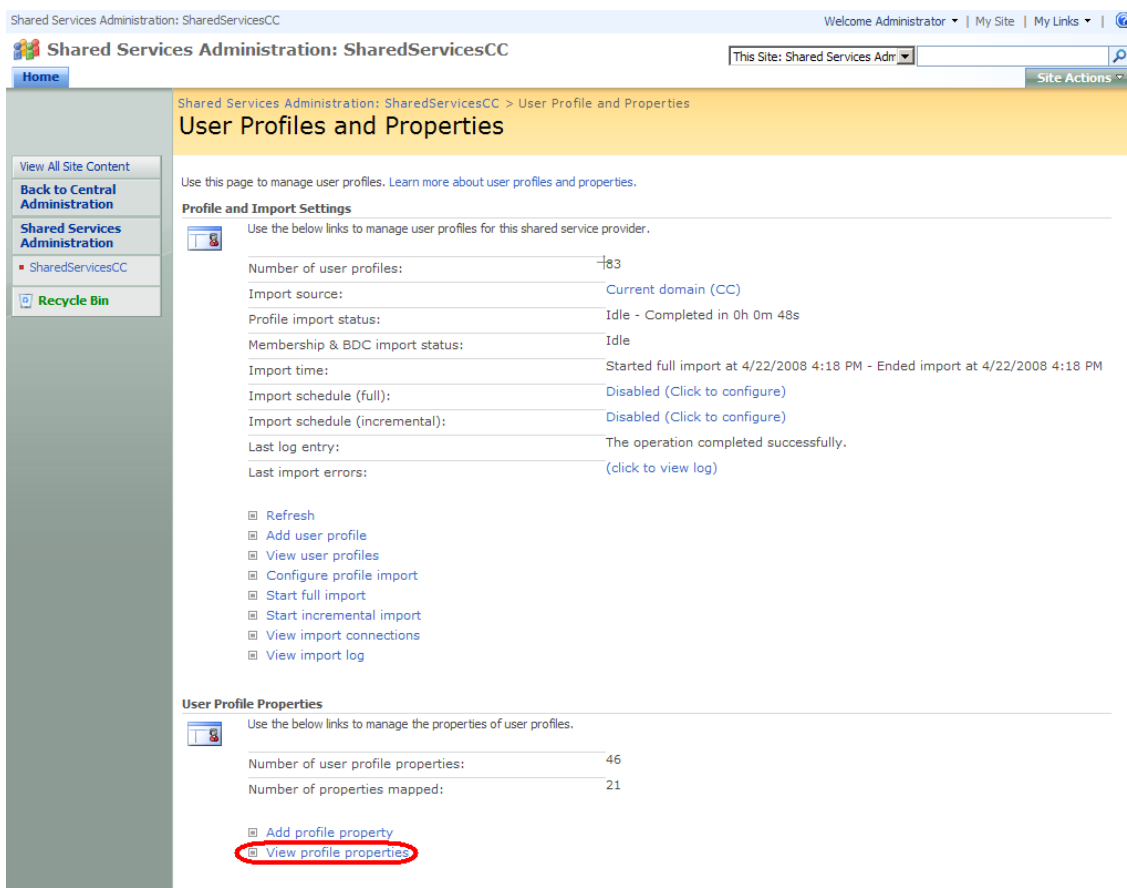 Shared Services Administration: SharedServicesCC
Welcome Administrator | My Site | My Links |
Shared Services Administration: SharedServicesCC
This Site: Shared Services Adm
Home
Site Actions
Shared Services Administration: SharedServicesCC > User Profile and Properties
User Profiles and Properties
View All Site Content
Back to Central
Administration
Shared Services
Administration
SharedServicesCC
Recycle Bin
Use this page to manage user profiles. Learn more about user profiles and properties.
Profile and Import Settings
Use the below links to manage user profiles for this shared service provider.
Number of user profiles: 83
Import source: Current domain (CC)
Profile import status: Idle - Completed in 0h 0m 48s
Membership & BDC import status: Idle
Import time: Started full import at 4/22/2008 4:18 PM - Ended import at 4/22/2008 4:18 PM
Import schedule (full): Disabled (Click to configure)
Import schedule (incremental): Disabled (Click to configure)
Last log entry: The operation completed successfully.
Last import errors: (click to view log)
Refresh
Add user profile
View user profiles
Configure profile import
Start full import
Start incremental import
View import connections
View import log
User Profile Properties
Use the below links to manage the properties of user profiles.
Number of user profile properties: 46
Number of properties mapped: 21
Add profile property
View profile properties